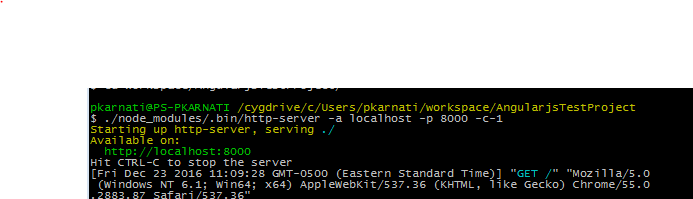 pkarnati@PS-PKARNATI /cygdrive/c/Users/pkarnati/workspace/AngularjsTestProject
$ ./node_modules/.bin/http-server -a localhost -p 8000 -c-1
Starting up http-server, serving ./
Available on:
http://localhost:8000
Hit CTRL-C to stop the server
[Fri Dec 23 2016 11:09:28 GMT-0500 (Eastern Standard Time)] "GET /" "Mozilla/5.0
(Windows NT 6.1; Win64; x64) AppleWebKit/537.36 (KHTML, like Gecko) Chrome/55.0
.2883.87 Safari/537.36"